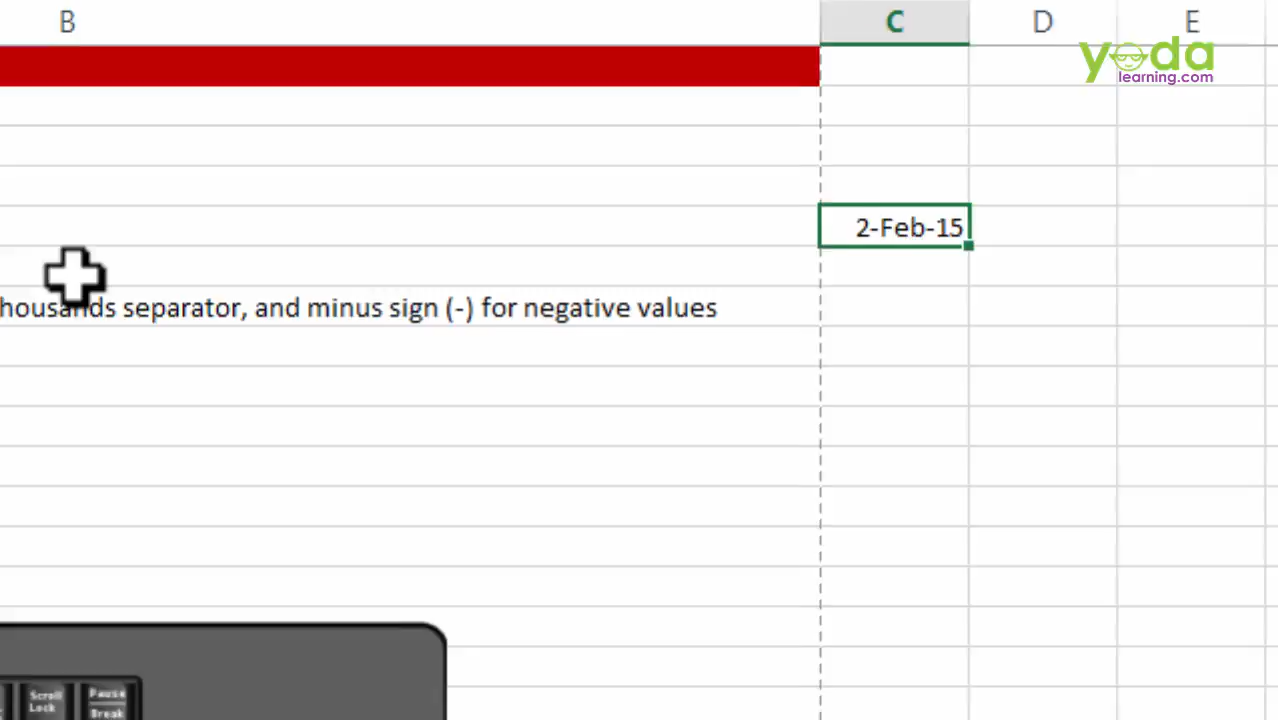 B
C
D
E
yoda
learning.com
2-Feb-15
housands separator, and minus sign (-) for negative values
Scroll
Lock
Pause
Break